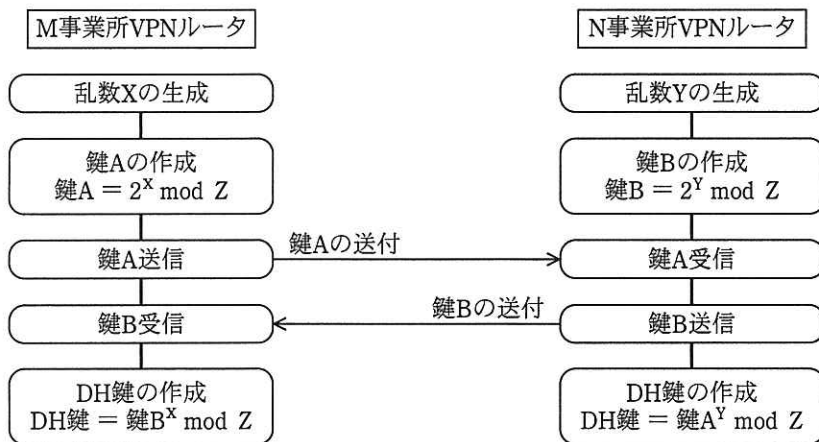 M事業所VPNルータ
N事業所VPNルータ
乱数Xの生成
乱数Yの生成
鍵Aの作成
鍵A = 2^X mod Z
鍵Bの作成
鍵B = 2^Y mod Z
鍵A送信
鍵Aの送付
鍵A受信
鍵B受信
鍵Bの送付
鍵B送信
DH鍵の作成
DH鍵 = 鍵B^X mod Z
DH鍵の作成
DH鍵 = 鍵A^Y mod Z